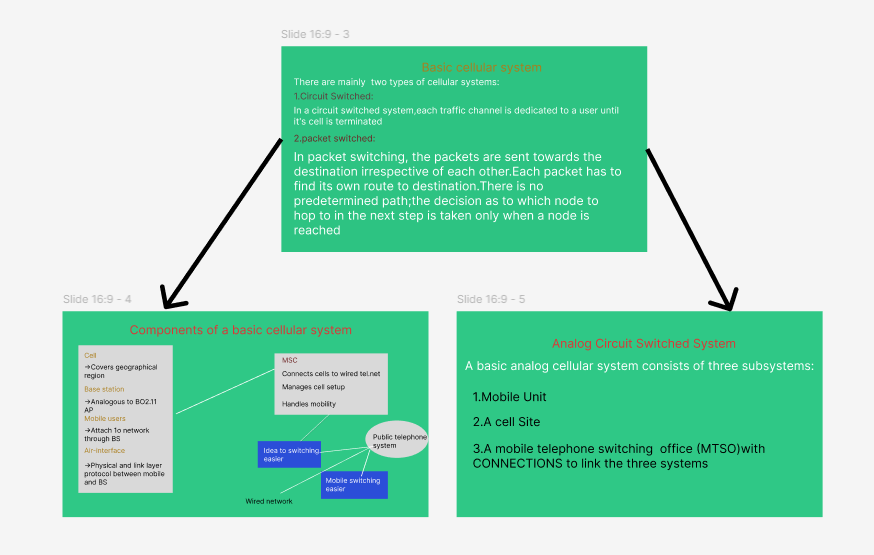 Slide 16:9 - 3
Basic cellular system
There are mainly two types of cellular systems:
1.Circuit Switched:
In a circuit switched system,each traffic channel is dedicated to a user until
it's cell is terminated
2.packet switched:
In packet switching, the packets are sent towards the
destination irrespective of each other.Each packet has to
find its own route to destination.There is no
predetermined path;the decision as to which node to
hop to in the next step is taken only when a node is
reached
Slide 16:9 - 4
Components of a basic cellular system
Cell
→Covers geographical
region
Base station
→Analogous to BO2.11
AP
Mobile users
→Attach 1o network
through BS
Air-interface
→Physical and link layer
protocol between mobile
and BS
MSC
Connects cells to wired tel.net
Manages cell setup
Handles mobility
Public telephone
system
Idea to switching
easier
Mobile switching
easier
Wired network
Slide 16:9 - 5
Analog Circuit Switched System
A basic analog cellular system consists of three subsystems:
1.Mobile Unit
2.A cell Site
3.A mobile telephone switching office (MTSO)with
CONNECTIONS to link the three systems